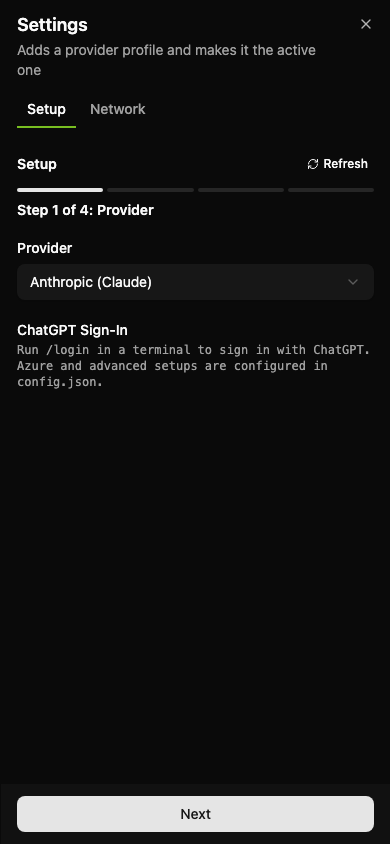 Settings
Adds a provider profile and makes it the active
one
Setup
Network
Setup
Refresh
Step 1 of 4: Provider
Provider
Anthropic (Claude)
ChatGPT Sign-In
Run /login in a terminal to sign in with ChatGPT.
Azure and advanced setups are configured in
config.json.
Next